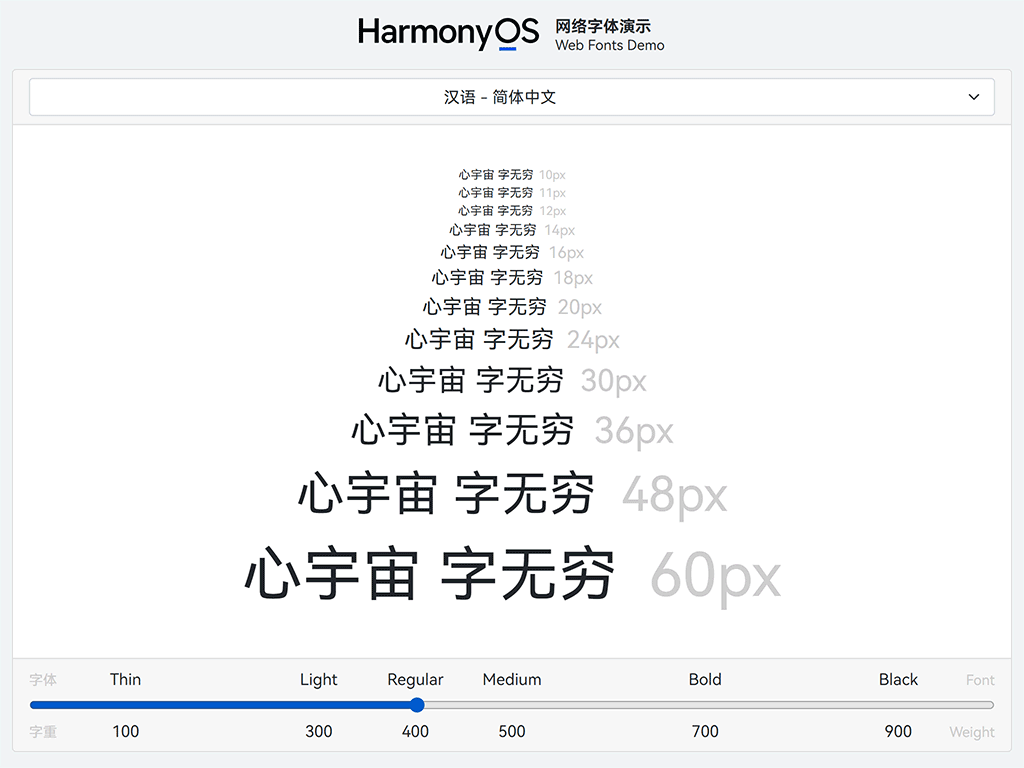 HarmonyOS
网络字体演示
Web Fonts Demo
汉语 - 简体中文
心宇宙 字无穷 10px
心宇宙 字无穷 11px
心宇宙 字无穷 12px
心宇宙 字无穷 14px
心宇宙 字无穷 16px
心宇宙 字无穷 18px
心宇宙 字无穷 20px
心宇宙 字无穷 24px
心宇宙 字无穷 30px
心宇宙 字无穷 36px
心宇宙 字无穷 48px
心宇宙 字无穷 60px
字体 Thin Light Regular Medium Bold Black Font
字重 100 300 400 500 700 900 Weight